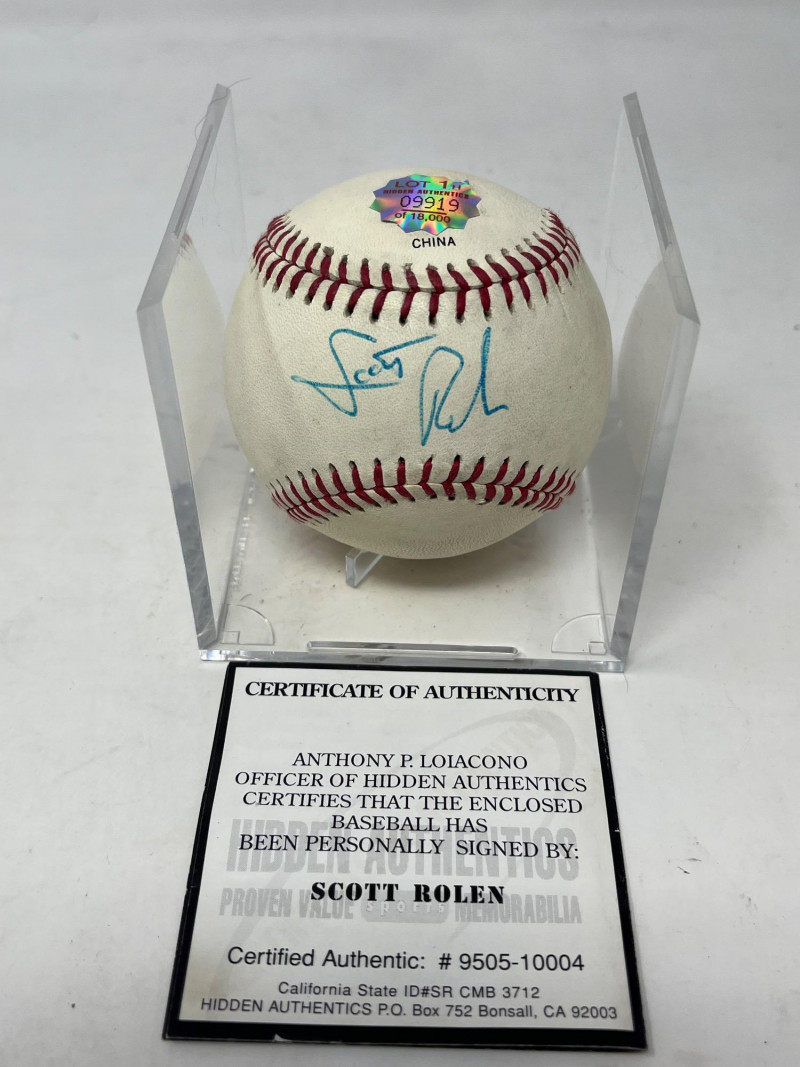 LOT 1H
HIDDEN AUTHENTICS
09919
of 18,000
CHINA
Scott Rolen
CERTIFICATE OF AUTHENTICITY
ANTHONY P. LOIACONO
OFFICER OF HIDDEN AUTHENTICS
CERTIFIES THAT THE ENCLOSED
BASEBALL HAS
BEEN PERSONALLY SIGNED BY:
HIDDEN AUTHENTICS
SCOTT ROLEN
PROVEN VALUE sports MEMORABILIA
Certified Authentic: # 9505-10004
California State ID#SR CMB 3712
HIDDEN AUTHENTICS P.O. Box 752 Bonsall, CA 92003